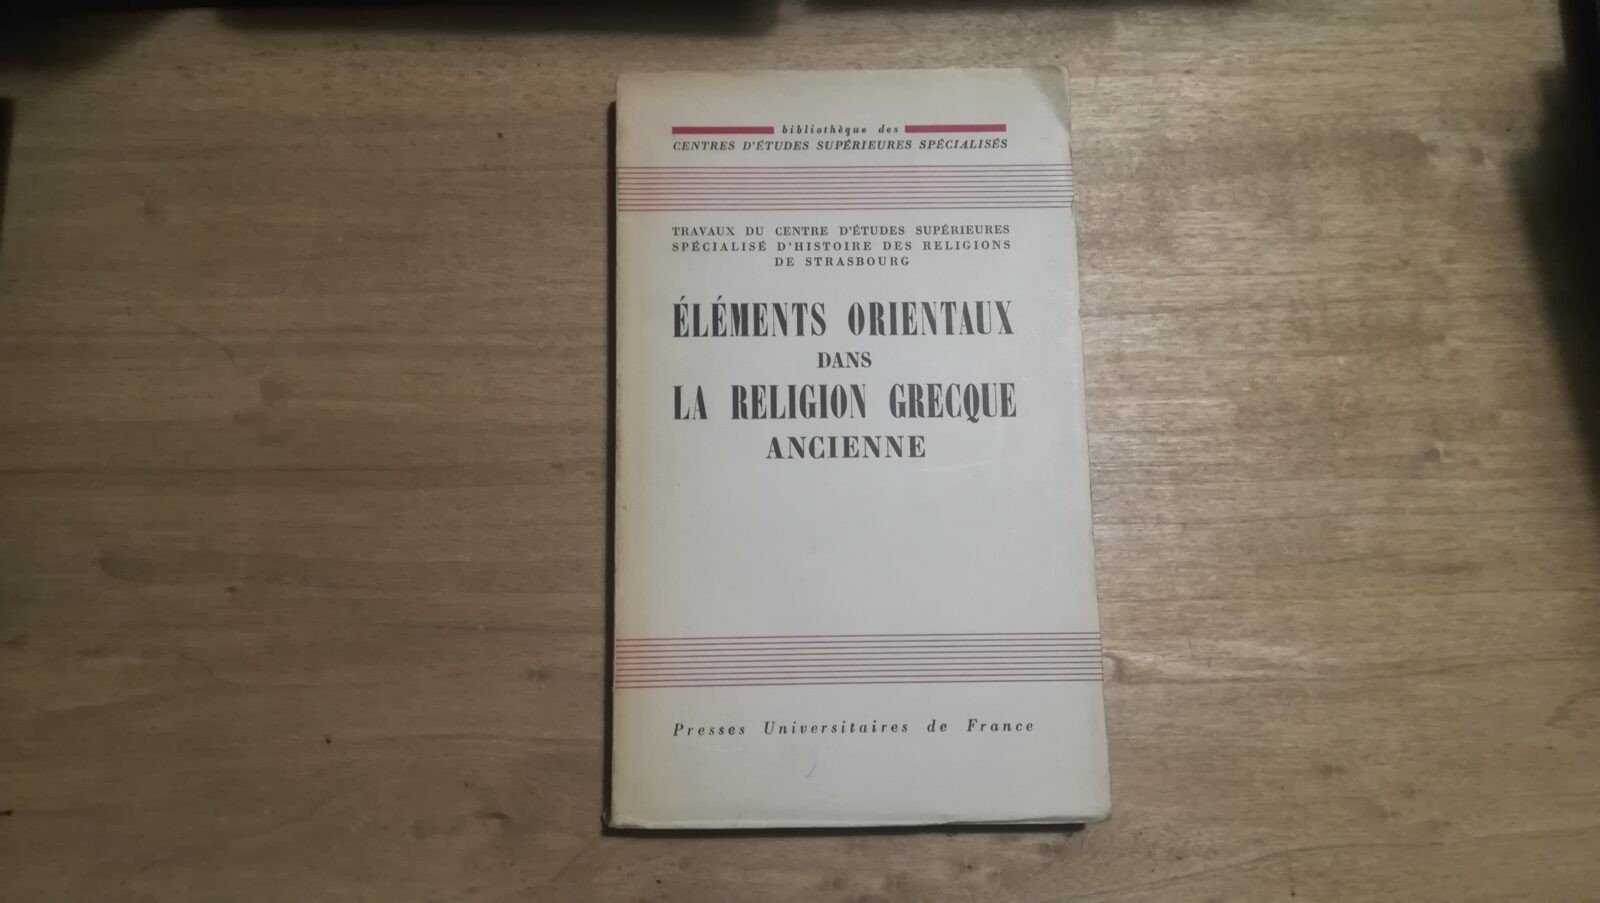 bibliothèque des
CENTRES D'ÉTUDES SUPÉRIEURES SPÉCIALISÉS
TRAVAUX DU CENTRE D'ÉTUDES SUPÉRIEURES
SPÉCIALISÉ D'HISTOIRE DES RELIGIONS
DE STRASBOURG
ÉLÉMENTS ORIENTAUX
DANS
LA RELIGION GRECQUE
ANCIENNE
Presses Universitaires de France